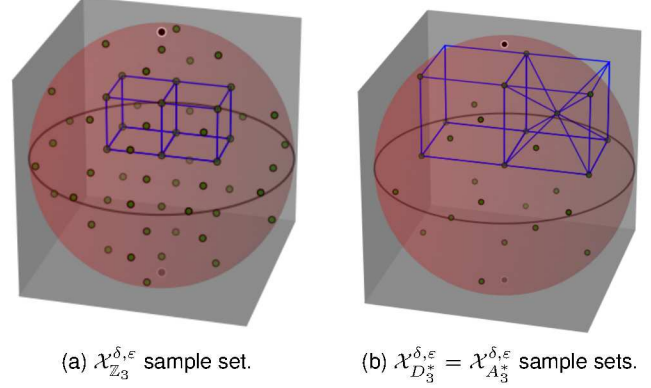 (a) $\mathcal{X}_{\mathbb{Z}_3}^{\delta,\varepsilon}$ sample set.
(b) $\mathcal{X}_{D_3^*}^{\delta,\varepsilon} = \mathcal{X}_{A_3^*}^{\delta,\varepsilon}$ sample sets.